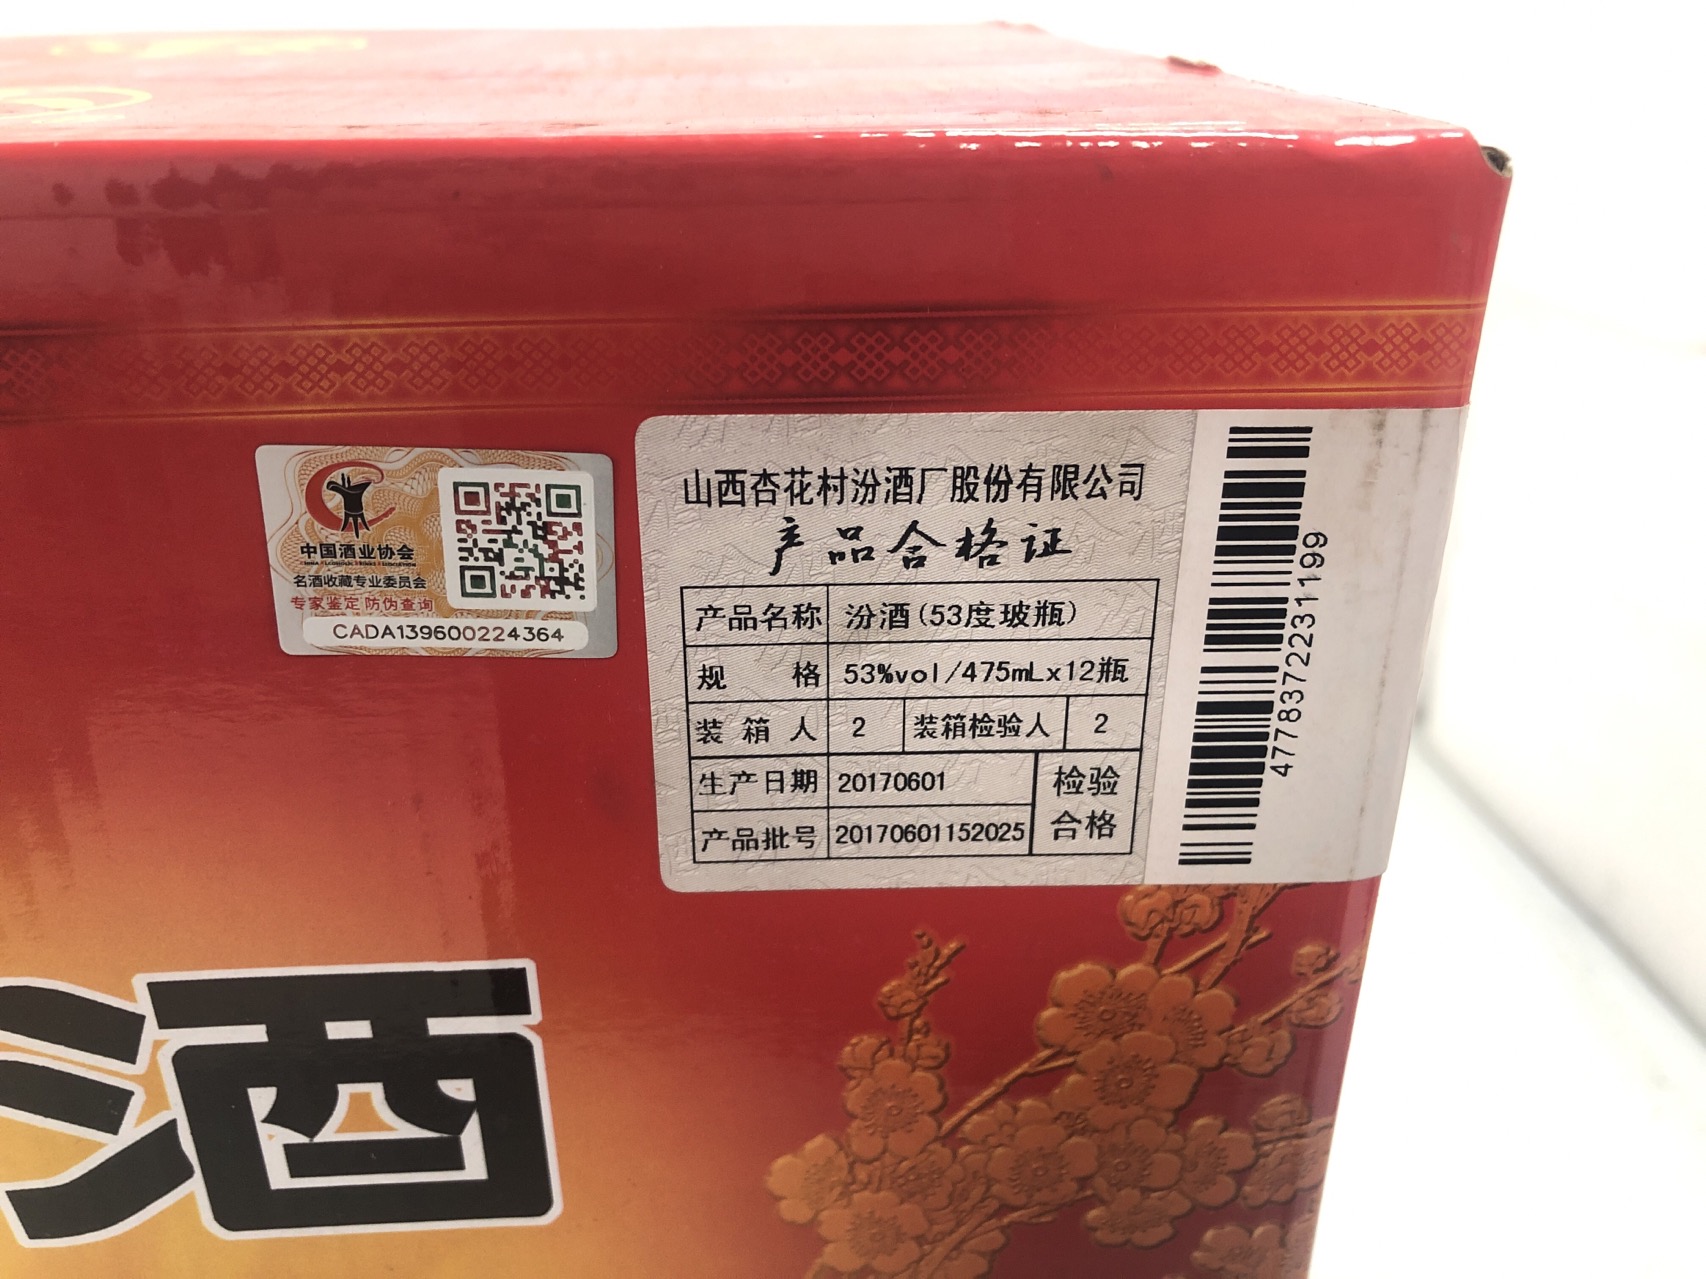 中国酒业协会
CHINA ALCOHOLIC DRINKS ASSOCIATION
名酒收藏专业委员会
专家鉴定 防伪查询
CADA139600224364
山西杏花村汾酒厂股份有限公司
产品合格证
产品名称 汾酒(53度玻瓶)
规 格 53%vol/475mLx12瓶
装 箱 人 2 装箱检验人 2
生产日期 20170601 检验
产品批号 20170601152025 合格
4778372231199
酒